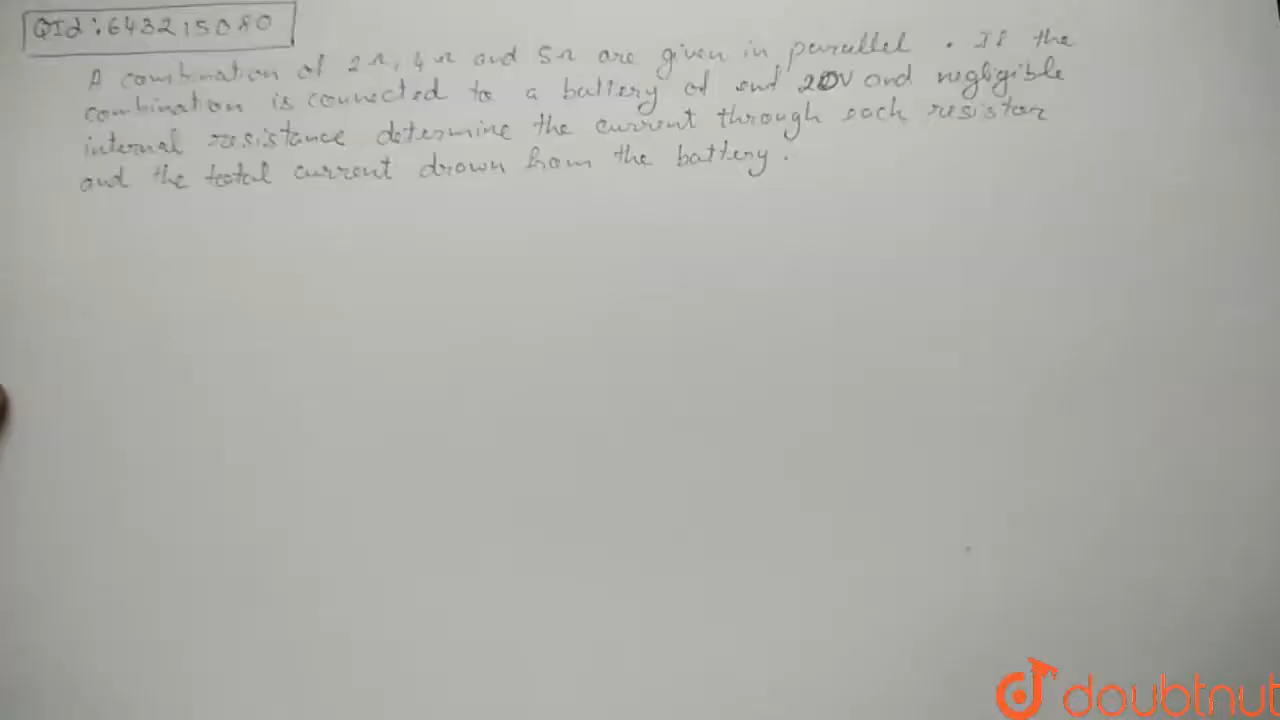 QId:643215080
A combination of 2Ω, 4Ω and 5Ω are given in parallel. If the
combination is connected to a battery of emf 20V and negligible
internal resistance determine the current through each resistor
and the total current drown from the battery.
doubtnut